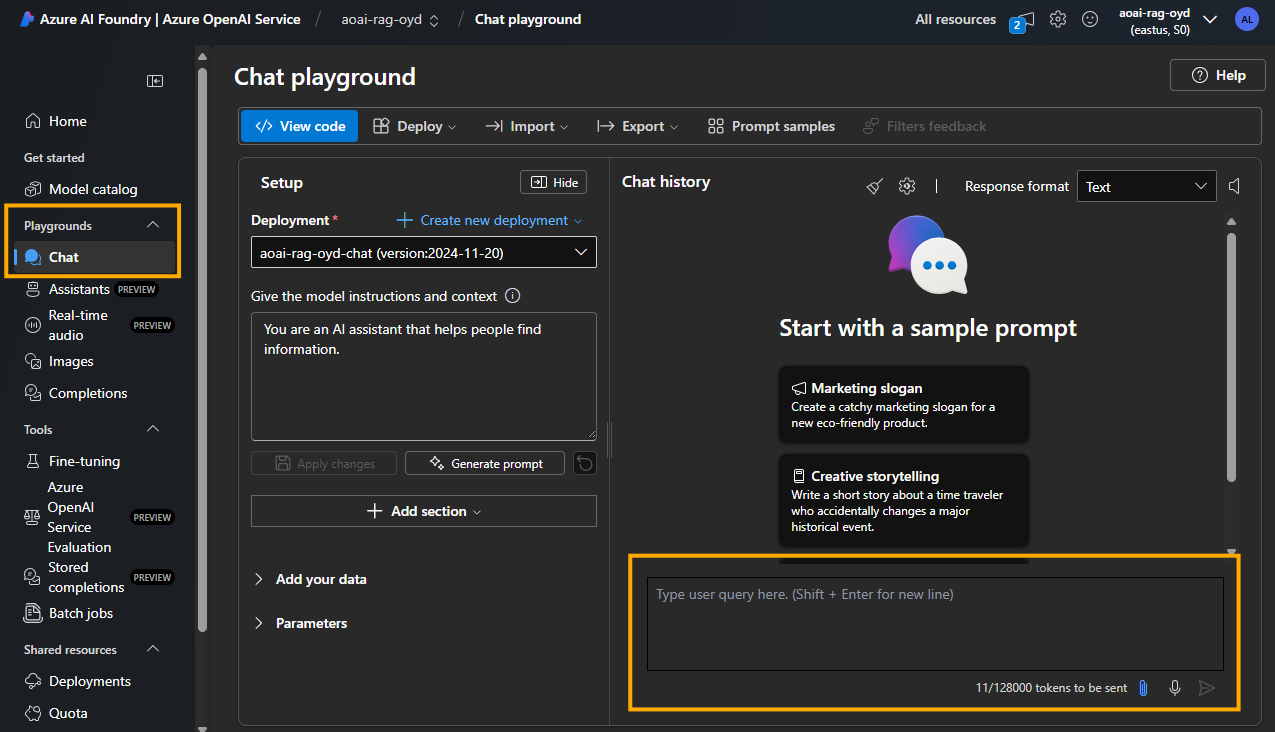 Azure AI Foundry | Azure OpenAI Service / aoai-rag-oyd / Chat playground
All resources 2 aoai-rag-oyd
(eastus, S0)
AL
Home
Get started
Model catalog
Playgrounds
Chat
Assistants PREVIEW
Real-time
audio PREVIEW
Images
Completions
Tools
Fine-tuning
Azure
OpenAI
Service PREVIEW
Evaluation
Stored
completions PREVIEW
Batch jobs
Shared resources
Deployments
Quota
Chat playground
Help
View code Deploy Import Export Prompt samples Filters feedback
Setup
Hide
Deployment * Create new deployment
aoai-rag-oyd-chat (version:2024-11-20)
Give the model instructions and context
You are an AI assistant that helps people find
information.
Apply changes Generate prompt
Add section
Add your data
Parameters
Chat history
Response format Text
Start with a sample prompt
Marketing slogan
Create a catchy marketing slogan for a
new eco-friendly product.
Creative storytelling
Write a short story about a time traveler
who accidentally changes a major
historical event.
Type user query here. (Shift + Enter for new line)
11/128000 tokens to be sent